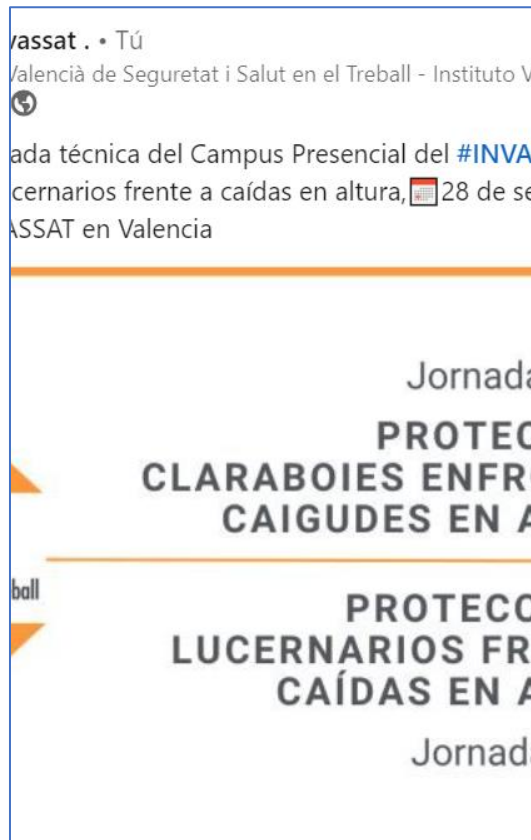 vassat . • Tú
Valencià de Seguretat i Salut en el Treball - Instituto V
ada técnica del Campus Presencial del #INVA
cernarios frente a caídas en altura, 28 de se
ASSAT en Valencia
Jornada
PROTEC
CLARABOIES ENFR
CAIGUDES EN A
ball
PROTECC
LUCERNARIOS FR
CAÍDAS EN A
Jornada